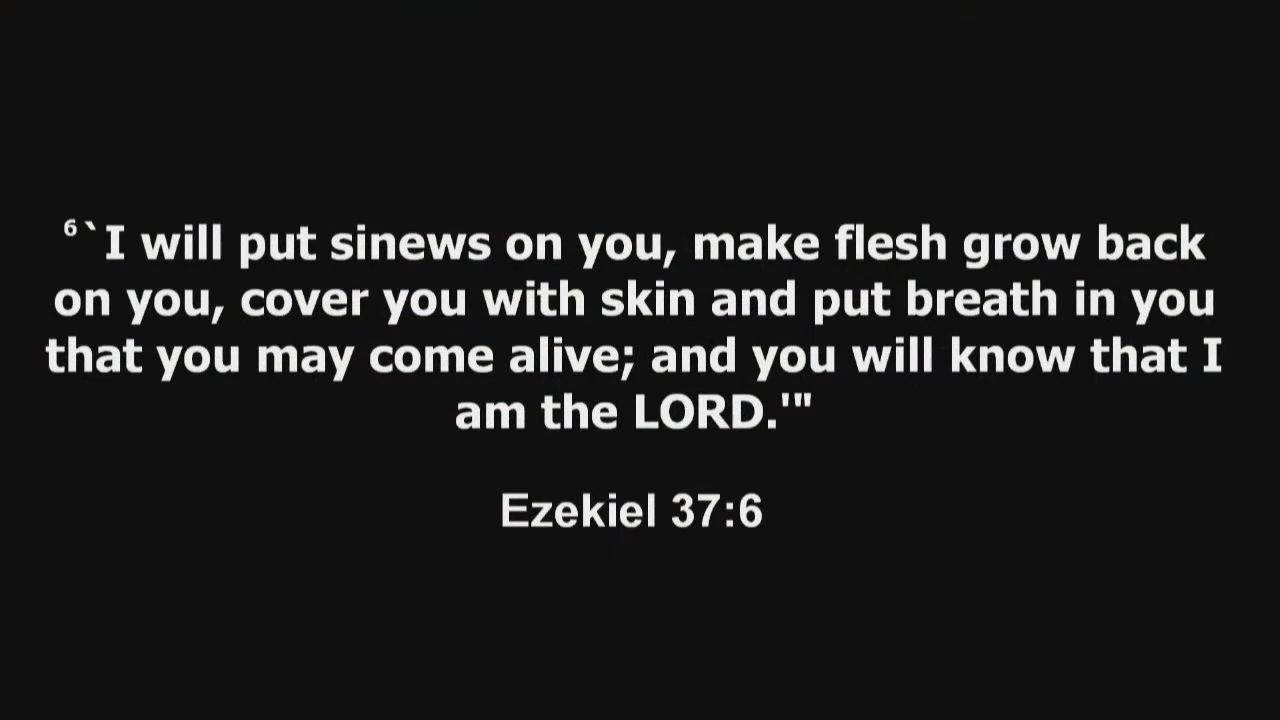 6 `I will put sinews on you, make flesh grow back
on you, cover you with skin and put breath in you
that you may come alive; and you will know that I
am the LORD.'"
Ezekiel 37:6